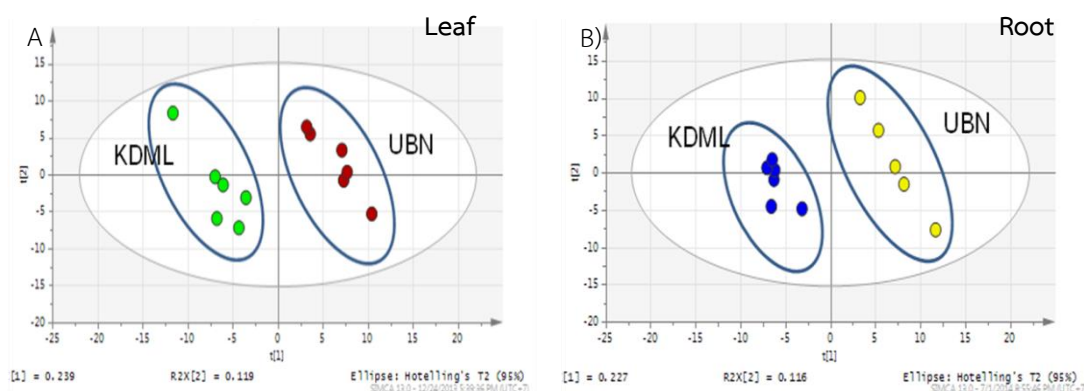 A
Leaf
15
10
KDML
UBN
5
t[2]
0
-5
-10
-15
-20
-25 -20 -15 -10 -5 0 5 10 15 20
t[1]
[1] = 0.239 R2X[2] = 0.119 Ellipse: Hotelling's T2 (95%)
B)
Root
15
10
KDML
UBN
5
t[2]
0
-5
-10
-15
-20
-25 -20 -15 -10 -5 0 5 10 15 20
t[1]
[1] = 0.227 R2X[2] = 0.116 Ellipse: Hotelling's T2 (95%)